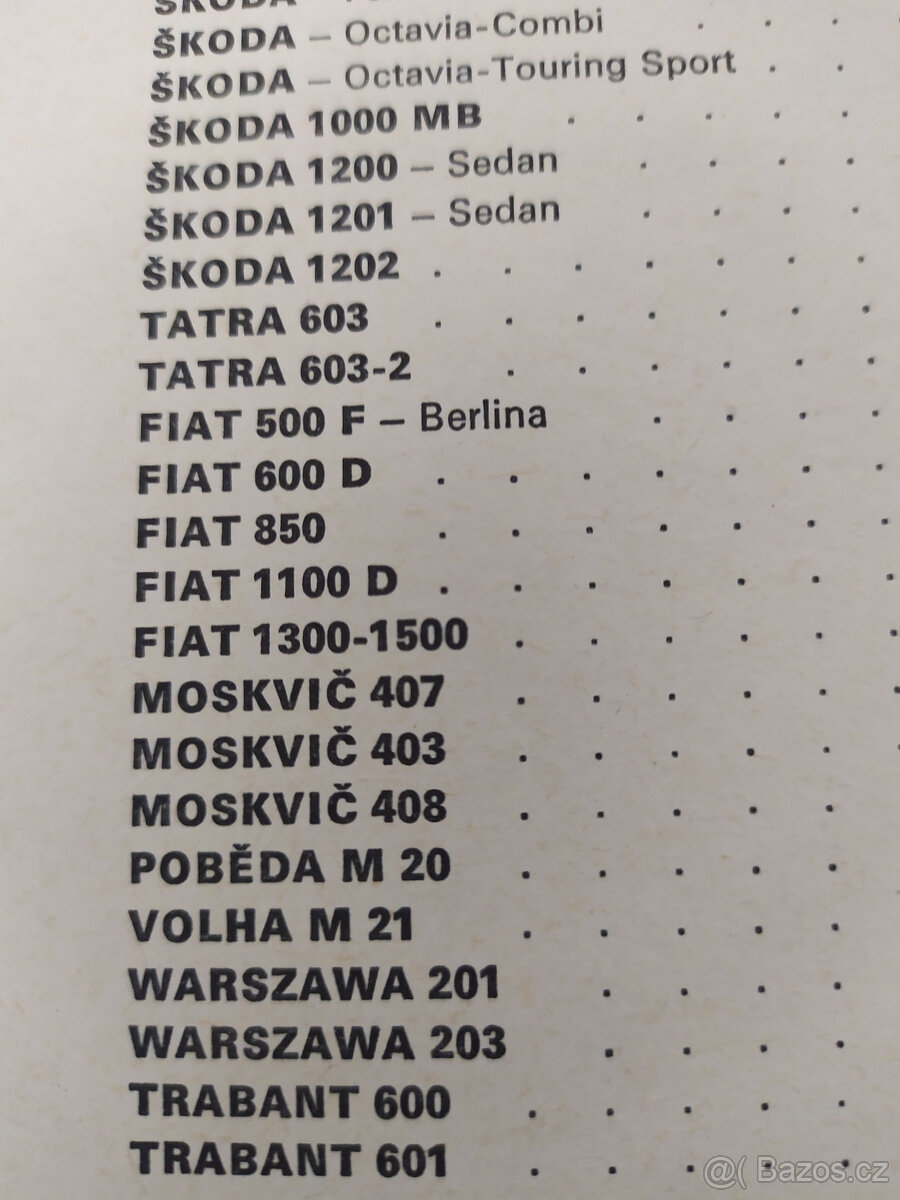 ŠKODA
ŠKODA – Octavia-Combi . . .
ŠKODA – Octavia-Touring Sport . .
ŠKODA 1000 MB . . . . .
ŠKODA 1200 – Sedan . . . .
ŠKODA 1201 – Sedan . . . .
ŠKODA 1202 . . . . . . .
TATRA 603 . . . . . . .
TATRA 603-2 . . . . . .
FIAT 500 F – Berlina . . . .
FIAT 600 D . . . . . . .
FIAT 850 . . . . . . .
FIAT 1100 D . . . . . . .
FIAT 1300-1500 . . . . . .
MOSKVIČ 407 . . . . . .
MOSKVIČ 403 . . . . . .
MOSKVIČ 408 . . . . .
POBĚDA M 20 . . . . .
VOLHA M 21 . . . . .
WARSZAWA 201 . . . .
WARSZAWA 203 . . . .
TRABANT 600 . . . . .
TRABANT 601 . . . . .
@( Bazos.cz